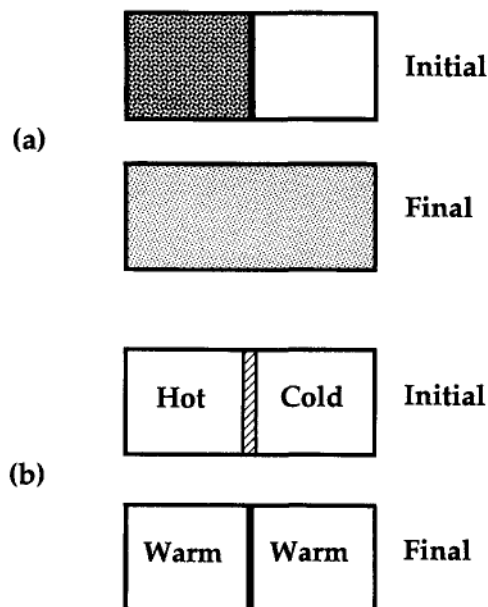 Initial
(a)
Final
Hot Cold Initial
(b)
Warm Warm Final